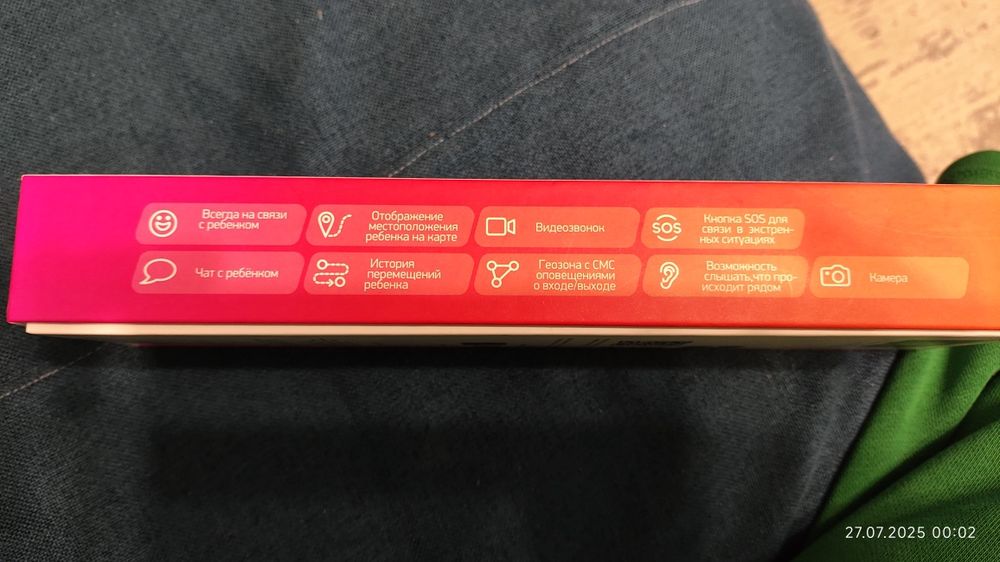 Всегда на связи
с ребенком
Отображение
местоположения
ребенка на карте
Видеозвонок
SOS
Кнопка SOS для
связи в экстрен-
ных ситуациях
Чат с ребёнком
История
перемещений
ребенка
Геозона с СМС
оповещениями
о входе/выходе
Возможность
слышать,что про-
исходит рядом
Камера
27.07.2025 00:02